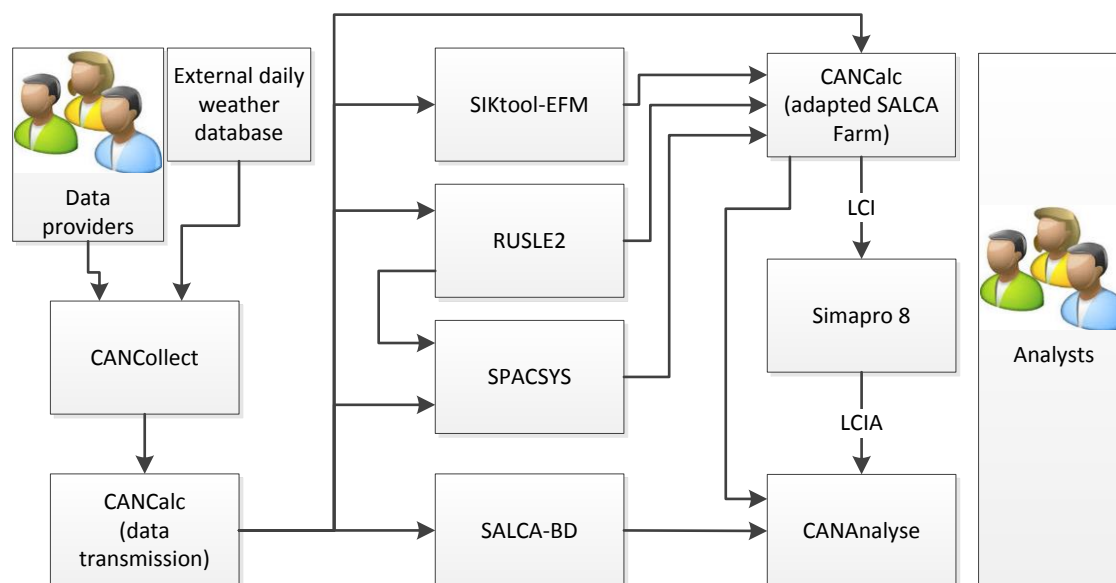 Data
providers
External daily
weather
database
CANCollect
CANCalc
(data
transmission)
SIKtool-EFM
RUSLE2
SPACSYS
SALCA-BD
CANCalc
(adapted SALCA
Farm)
LCI
Simapro 8
LCIA
CANAnalyse
Analysts